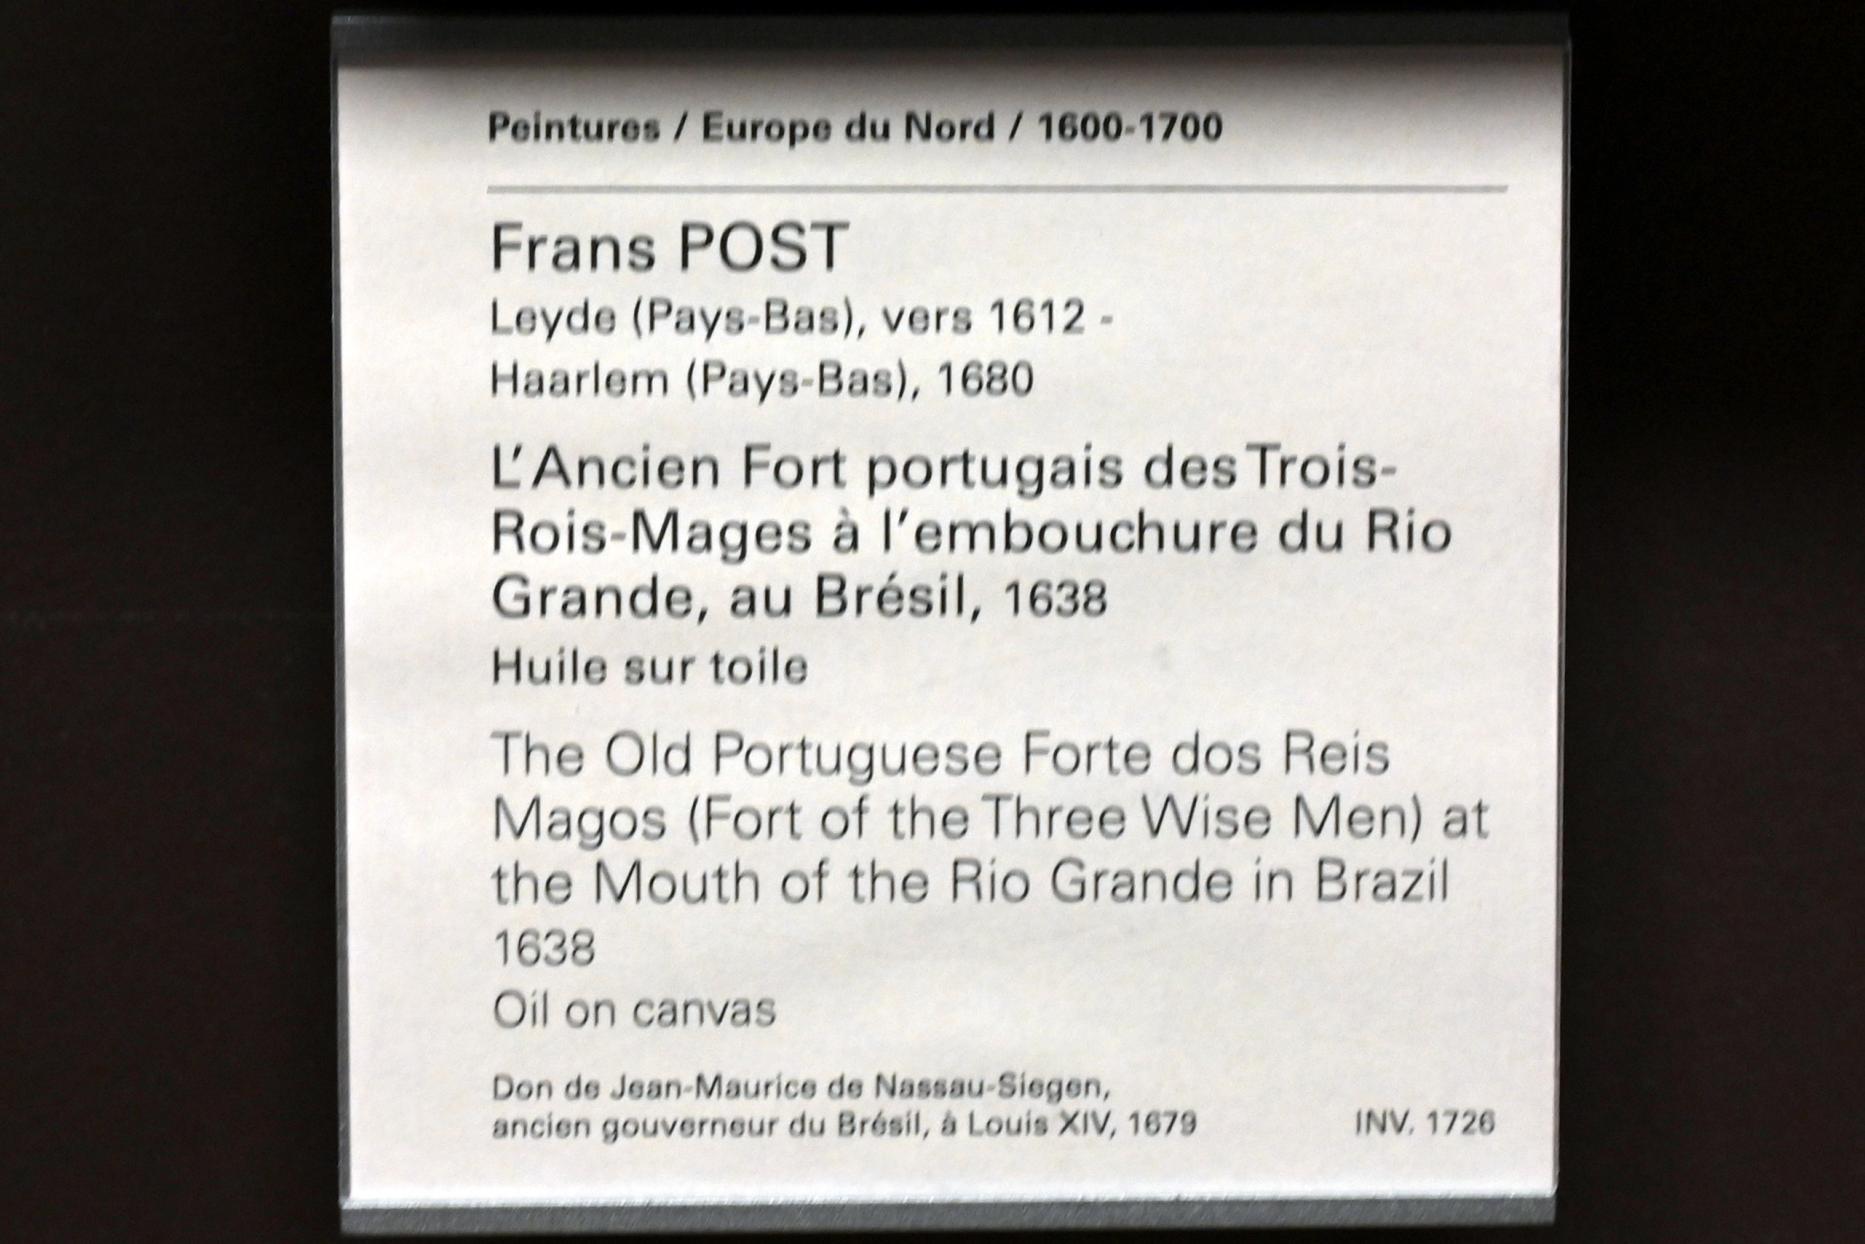 Peintures / Europe du Nord / 1600-1700
Frans POST
Leyde (Pays-Bas), vers 1612 -
Haarlem (Pays-Bas), 1680
L'Ancien Fort portugais des Trois-
Rois-Mages à l'embouchure du Rio
Grande, au Brésil, 1638
Huile sur toile
The Old Portuguese Forte dos Reis
Magos (Fort of the Three Wise Men) at
the Mouth of the Rio Grande in Brazil
1638
Oil on canvas
Don de Jean-Maurice de Nassau-Siegen,
ancien gouverneur du Brésil, à Louis XIV, 1679 INV. 1726